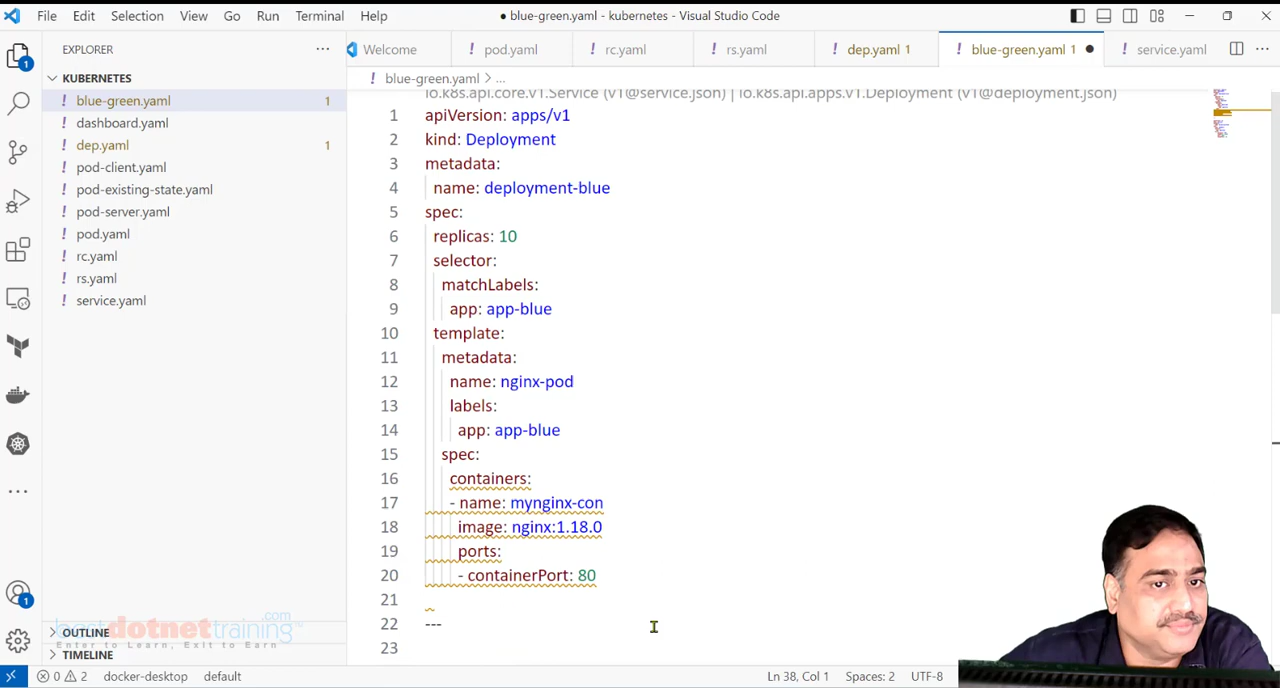 File Edit Selection View Go Run Terminal Help
● blue-green.yaml - kubernetes - Visual Studio Code
EXPLORER ...
Welcome ! pod.yaml ! rc.yaml ! rs.yaml ! dep.yaml 1 ! blue-green.yaml 1 ● ! service.yaml ...
KUBERNETES
! blue-green.yaml 1
! dashboard.yaml
! dep.yaml 1
! pod-client.yaml
! pod-existing-state.yaml
! pod-server.yaml
! pod.yaml
! rc.yaml
! rs.yaml
! service.yaml
1
1
OUTLINE
TIMELINE
bestdotnettraining.com
Enter to Learn, Exit to Earn
! blue-green.yaml > ...
io.k8s.api.core.v1.Service (v1@service.json) | io.k8s.api.apps.v1.Deployment (v1@deployment.json)
1 apiVersion: apps/v1
2 kind: Deployment
3 metadata:
4 name: deployment-blue
5 spec:
6 replicas: 10
7 selector:
8 matchLabels:
9 app: app-blue
10 template:
11 metadata:
12 name: nginx-pod
13 labels:
14 app: app-blue
15 spec:
16 containers:
17 - name: mynginx-con
18 image: nginx:1.18.0
19 ports:
20 - containerPort: 80
21
22 ---
23
0 2 docker-desktop default Ln 38, Col 1 Spaces: 2 UTF-8